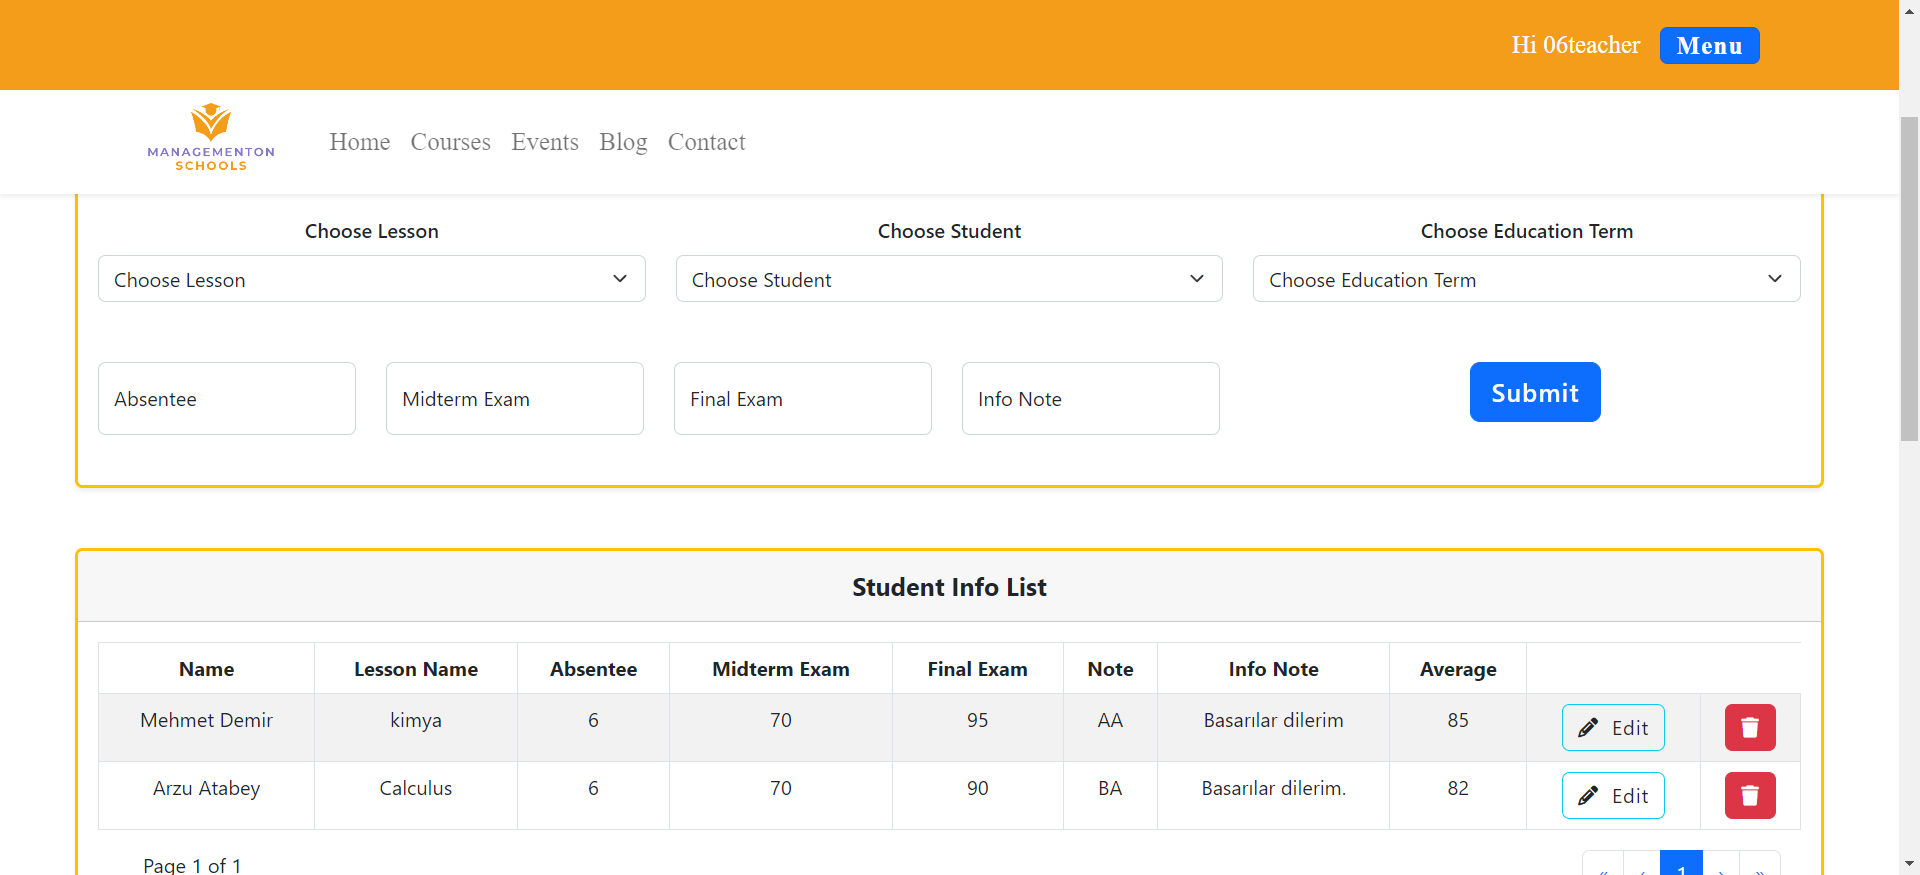 Hi 06teacher Menu
MANAGEMENTON
SCHOOLS
Home Courses Events Blog Contact
Choose Lesson Choose Student Choose Education Term
Choose Lesson Choose Student Choose Education Term
Absentee Midterm Exam Final Exam Info Note Submit
Student Info List
Name Lesson Name Absentee Midterm Exam Final Exam Note Info Note Average
Mehmet Demir kimya 6 70 95 AA Basarılar dilerim 85 Edit
Arzu Atabey Calculus 6 70 90 BA Basarılar dilerim. 82 Edit
Page 1 of 1 « ‹ 1 › »